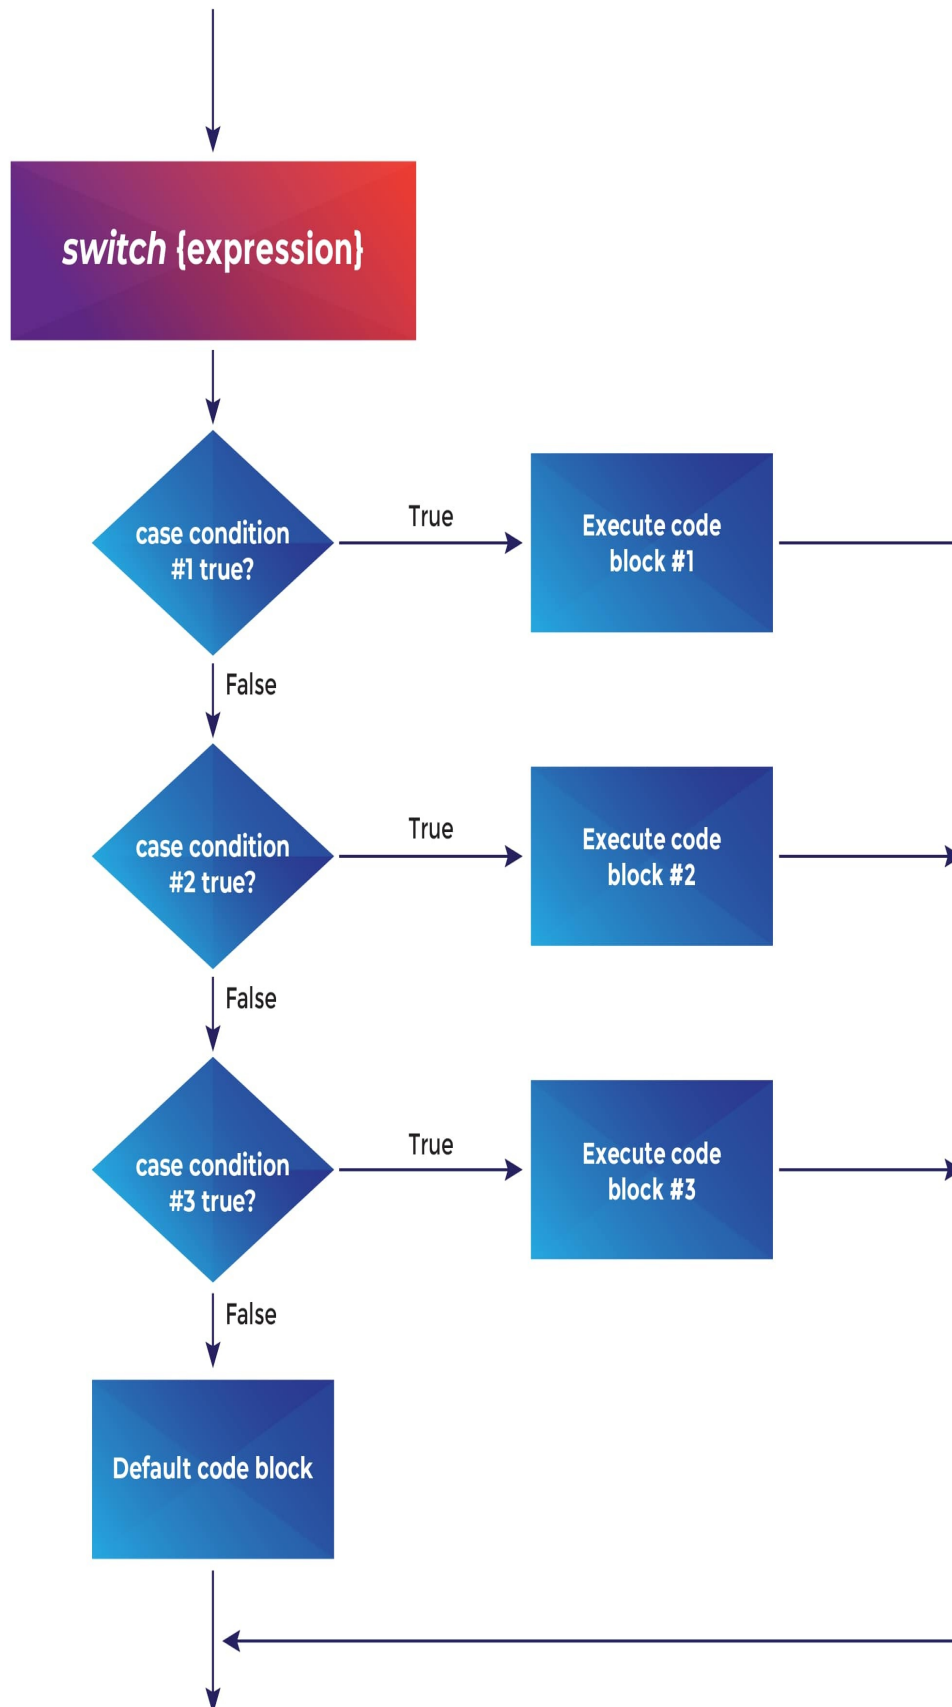 switch {expression}
case condition
#1 true?
True
Execute code
block #1
False
case condition
#2 true?
True
Execute code
block #2
False
case condition
#3 true?
True
Execute code
block #3
False
Default code block